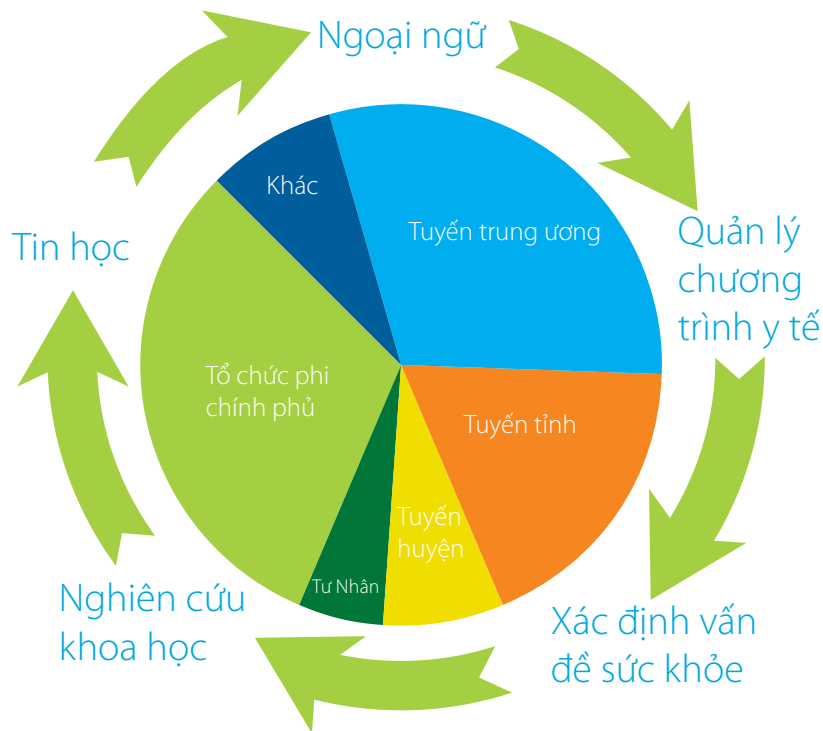 Ngoại ngữ
Khác
Tuyến trung ương
Quản lý
chương
trình y tế
Tin học
Tổ chức phi
chính phủ
Tuyến tỉnh
Tuyến
huyện
Tư Nhân
Nghiên cứu
khoa học
Xác định vấn
đề sức khỏe